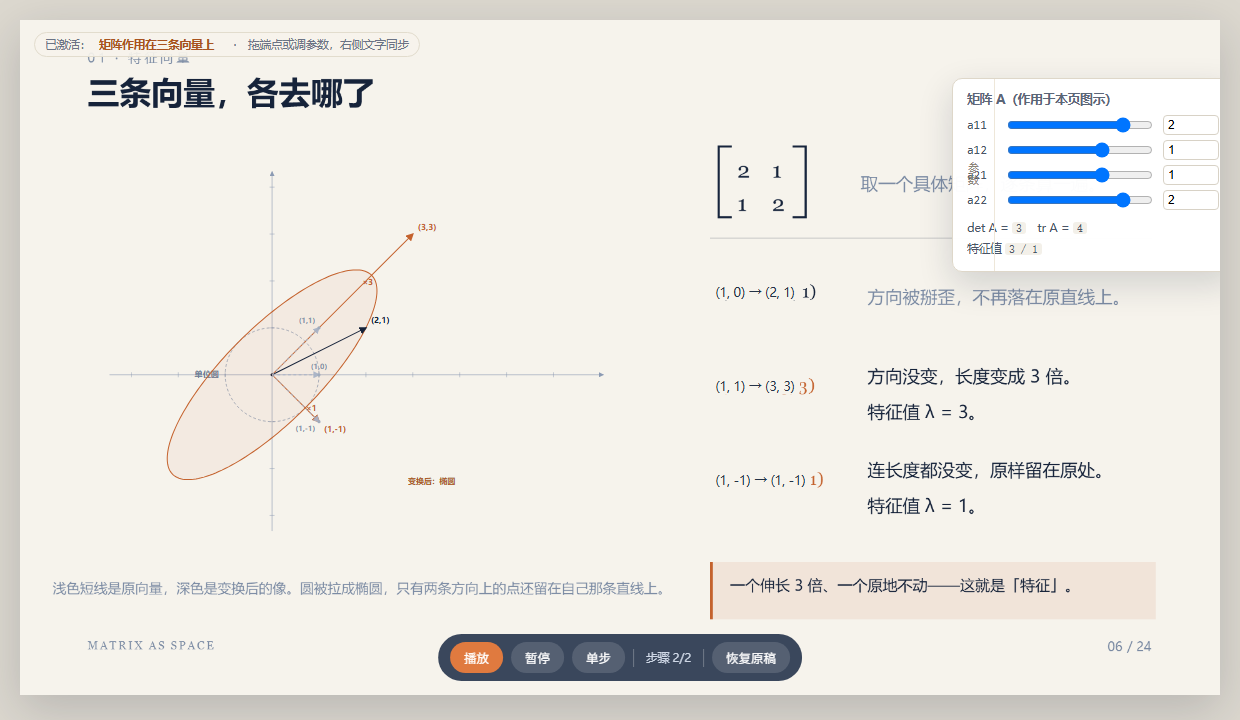 已激活： 矩阵作用在三条向量上 · 拖端点或调参数，右侧文字同步
01 · 特征向量
三条向量，各去哪了
矩阵 A（作用于本页图示）
a11 2
a12 1
a21 1
a22 2
参数
det A = 3 tr A = 4
特征值 3 / 1
2 1
1 2
取一个具体
(3,3)
×3
(1,1)
(2,1)
(1,0)
单位圆
×1
(1,-1) (1,-1)
变换后：椭圆
(1, 0) → (2, 1) 1)
方向被掰歪，不再落在原直线上。
(1, 1) → (3, 3) 3)
方向没变，长度变成 3 倍。
特征值 λ = 3。
(1, -1) → (1, -1) 1)
连长度都没变，原样留在原处。
特征值 λ = 1。
浅色短线是原向量，深色是变换后的像。圆被拉成椭圆，只有两条方向上的点还留在自己那条直线上。
一个伸长 3 倍、一个原地不动——这就是「特征」。
MATRIX AS SPACE
播放 暂停 单步 步骤 2/2 恢复原稿
06 / 24